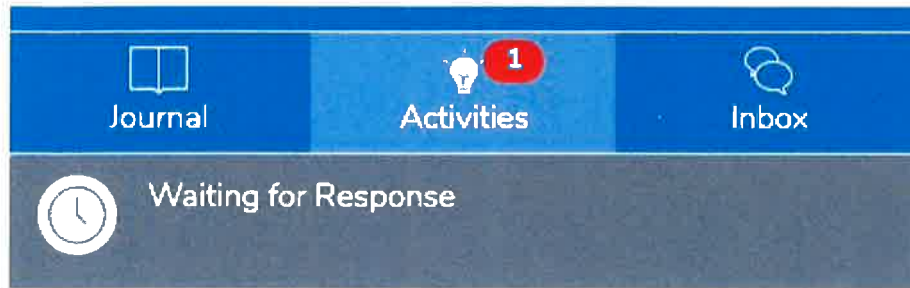 1
Journal
Activities
Inbox
Waiting for Response